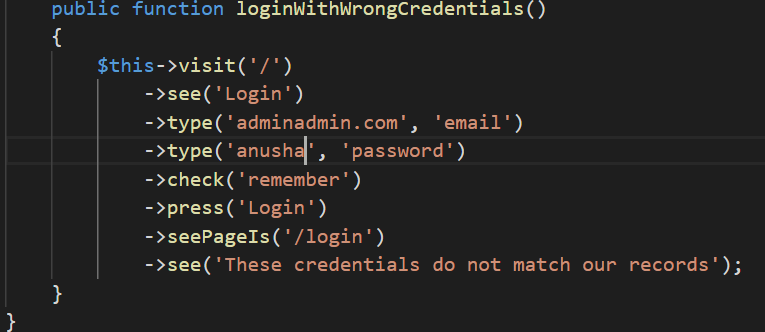 public function loginWithWrongCredentials()
{
$this->visit('/')
->see('Login')
->type('adminadmin.com', 'email')
->type('anusha', 'password')
->check('remember')
->press('Login')
->seePageIs('/login')
->see('These credentials do not match our records');
}
}